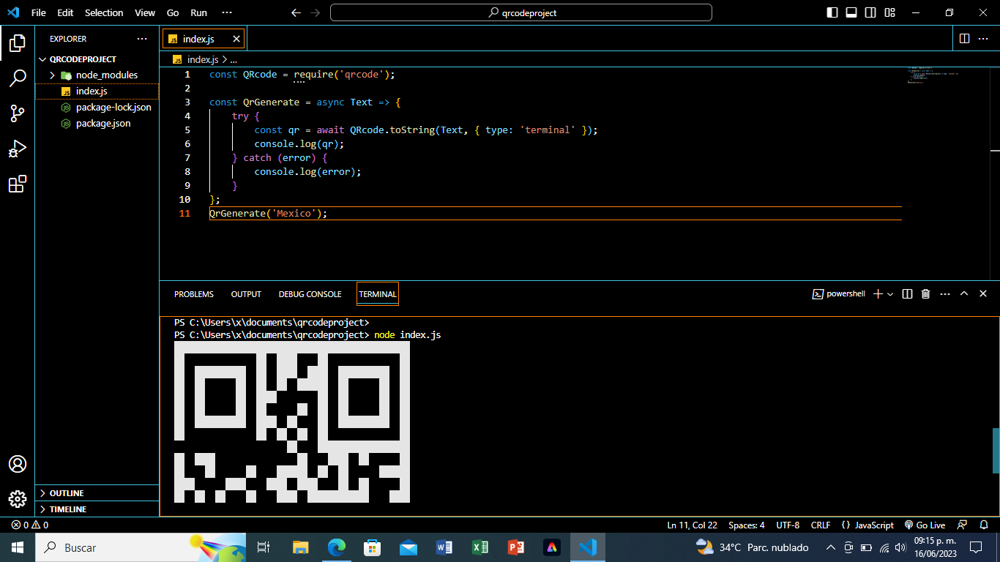 File Edit Selection View Go Run ··· qrcodeproject
EXPLORER ···
QRCODEPROJECT
node_modules
JS index.js
package-lock.json
package.json
OUTLINE
TIMELINE
JS index.js
JS index.js > ...
1 const QRcode = require('qrcode');
2
3 const QrGenerate = async Text => {
4 try {
5 const qr = await QRcode.toString(Text, { type: 'terminal' });
6 console.log(qr);
7 } catch (error) {
8 console.log(error);
9 }
10 };
11 QrGenerate('Mexico');
PROBLEMS OUTPUT DEBUG CONSOLE TERMINAL powershell
PS C:\Users\x\documents\qrcodeproject>
PS C:\Users\x\documents\qrcodeproject> node index.js
0 0 Ln 11, Col 22 Spaces: 4 UTF-8 CRLF {} JavaScript Go Live
Buscar 34°C Parc. nublado 09:15 p. m.
16/06/2023